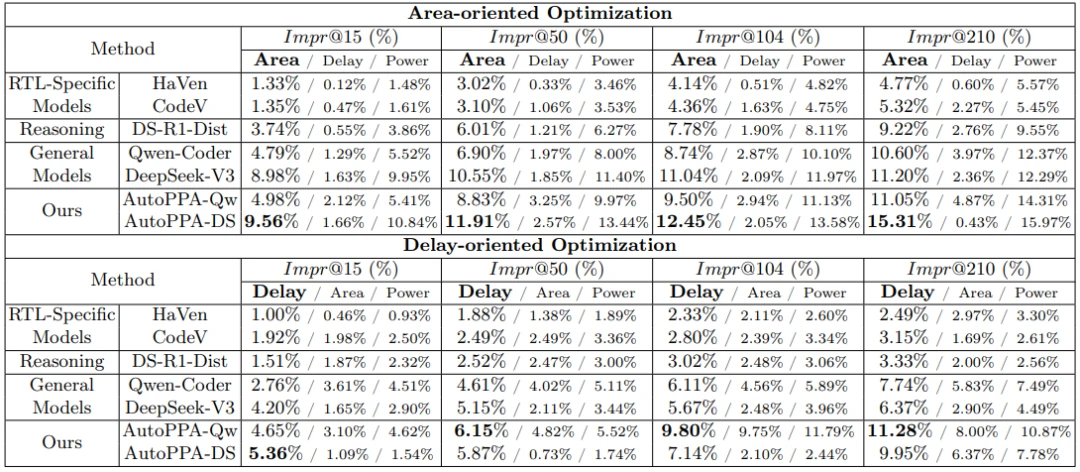 Area-oriented Optimization
Method Impr@15 (%) Impr@50 (%) Impr@104 (%) Impr@210 (%)
Area / Delay / Power Area / Delay / Power Area / Delay / Power Area / Delay / Power
RTL-Specific HaVen 1.33% / 0.12% / 1.48% 3.02% / 0.33% / 3.46% 4.14% / 0.51% / 4.82% 4.77% / 0.60% / 5.57%
Models CodeV 1.35% / 0.47% / 1.61% 3.10% / 1.06% / 3.53% 4.36% / 1.63% / 4.75% 5.32% / 2.27% / 5.45%
Reasoning DS-R1-Dist 3.74% / 0.55% / 3.86% 6.01% / 1.21% / 6.27% 7.78% / 1.90% / 8.11% 9.22% / 2.76% / 9.55%
General Qwen-Coder 4.79% / 1.29% / 5.52% 6.90% / 1.97% / 8.00% 8.74% / 2.87% / 10.10% 10.60% / 3.97% / 12.37%
Models DeepSeek-V3 8.98% / 1.63% / 9.95% 10.55% / 1.85% / 11.40% 11.04% / 2.09% / 11.97% 11.20% / 2.36% / 12.29%
Ours AutoPPA-Qw 4.98% / 2.12% / 5.41% 8.83% / 3.25% / 9.97% 9.50% / 2.94% / 11.13% 11.05% / 4.87% / 14.31%
AutoPPA-DS 9.56% / 1.66% / 10.84% 11.91% / 2.57% / 13.44% 12.45% / 2.05% / 13.58% 15.31% / 0.43% / 15.97%
Delay-oriented Optimization
Method Impr@15 (%) Impr@50 (%) Impr@104 (%) Impr@210 (%)
Delay / Area / Power Delay / Area / Power Delay / Area / Power Delay / Area / Power
RTL-Specific HaVen 1.00% / 0.46% / 0.93% 1.88% / 1.38% / 1.89% 2.33% / 2.11% / 2.60% 2.49% / 2.97% / 3.30%
Models CodeV 1.92% / 1.98% / 2.50% 2.49% / 2.49% / 3.36% 2.80% / 2.39% / 3.34% 3.15% / 1.69% / 2.61%
Reasoning DS-R1-Dist 1.51% / 1.87% / 2.32% 2.52% / 2.47% / 3.00% 3.02% / 2.48% / 3.06% 3.33% / 2.00% / 2.56%
General Qwen-Coder 2.76% / 3.61% / 4.51% 4.61% / 4.02% / 5.11% 6.11% / 4.56% / 5.89% 7.74% / 5.83% / 7.49%
Models DeepSeek-V3 4.20% / 1.65% / 2.90% 5.15% / 2.11% / 3.44% 5.67% / 2.48% / 3.96% 6.37% / 2.90% / 4.49%
Ours AutoPPA-Qw 4.65% / 3.10% / 4.62% 6.15% / 4.82% / 5.52% 9.80% / 9.75% / 11.79% 11.28% / 8.00% / 10.87%
AutoPPA-DS 5.36% / 1.09% / 1.54% 5.87% / 0.73% / 1.74% 7.14% / 2.10% / 2.44% 9.95% / 6.37% / 7.78%